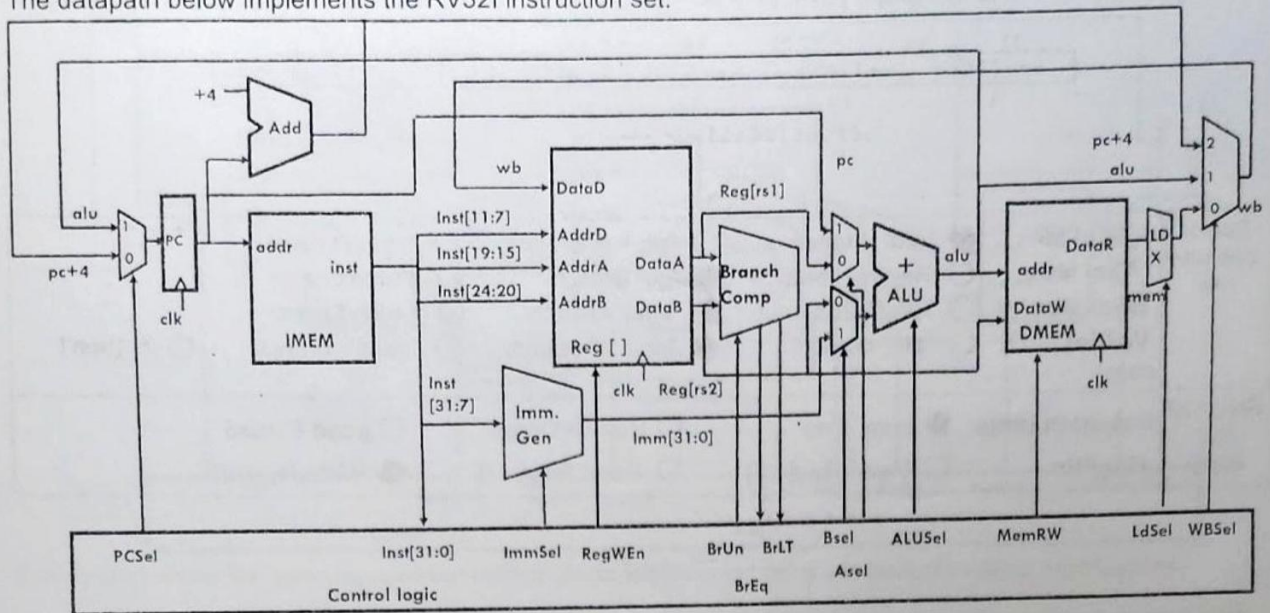 The datapath below implements the RV32I instruction set.
+4
Add
pc+4
2
wb
pc
alu
1
0
wb
alu
1
0
pc+4
PC
clk
addr
inst
IMEM
Inst[11:7]
Inst[19:15]
Inst[24:20]
DataD
AddrD
AddrA
AddrB
DataA
DataB
Reg [ ]
clk
Reg[rs1]
Branch
Comp
Reg[rs2]
1
0
0
1
+
ALU
alu
addr
DataR
DataW
DMEM
clk
LD
X
mem
Inst
[31:7]
Imm.
Gen
Imm[31:0]
PCSel
Inst[31:0]
ImmSel
RegWEn
BrUn
BrLT
Bsel
ALUSel
MemRW
LdSel
WBSel
BrEq
Asel
Control logic